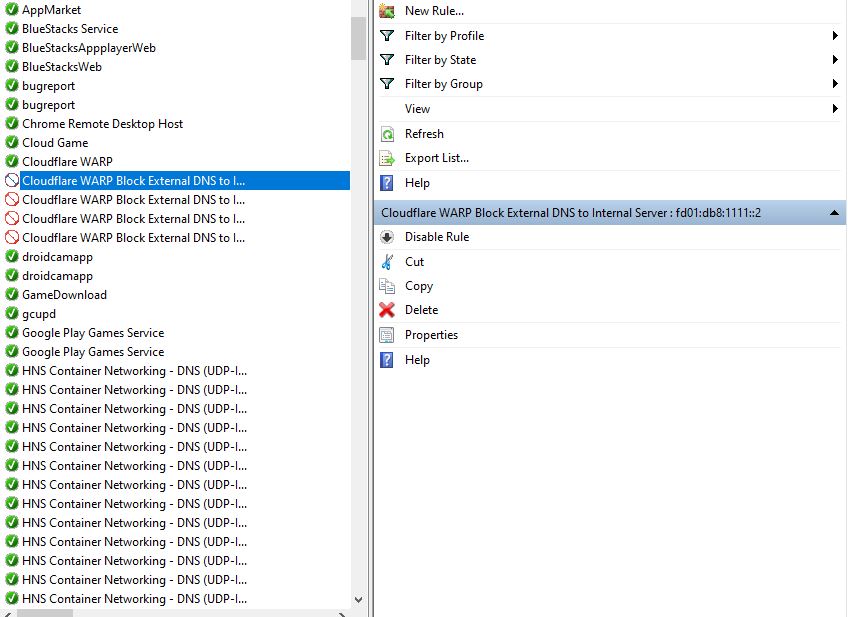 AppMarket
BlueStacks Service
BlueStacksAppplayerWeb
BlueStacksWeb
bugreport
bugreport
Chrome Remote Desktop Host
Cloud Game
Cloudflare WARP
Cloudflare WARP Block External DNS to I...
Cloudflare WARP Block External DNS to I...
Cloudflare WARP Block External DNS to I...
Cloudflare WARP Block External DNS to I...
droidcamapp
droidcamapp
GameDownload
gcupd
Google Play Games Service
Google Play Games Service
HNS Container Networking - DNS (UDP-I...
HNS Container Networking - DNS (UDP-I...
HNS Container Networking - DNS (UDP-I...
HNS Container Networking - DNS (UDP-I...
HNS Container Networking - DNS (UDP-I...
HNS Container Networking - DNS (UDP-I...
HNS Container Networking - DNS (UDP-I...
HNS Container Networking - DNS (UDP-I...
HNS Container Networking - DNS (UDP-I...
HNS Container Networking - DNS (UDP-I...
HNS Container Networking - DNS (UDP-I...
HNS Container Networking - DNS (UDP-I...
HNS Container Networking - DNS (UDP-I...
New Rule...
Filter by Profile
Filter by State
Filter by Group
View
Refresh
Export List...
Help
Cloudflare WARP Block External DNS to Internal Server : fd01:db8:1111::2
Disable Rule
Cut
Copy
Delete
Properties
Help